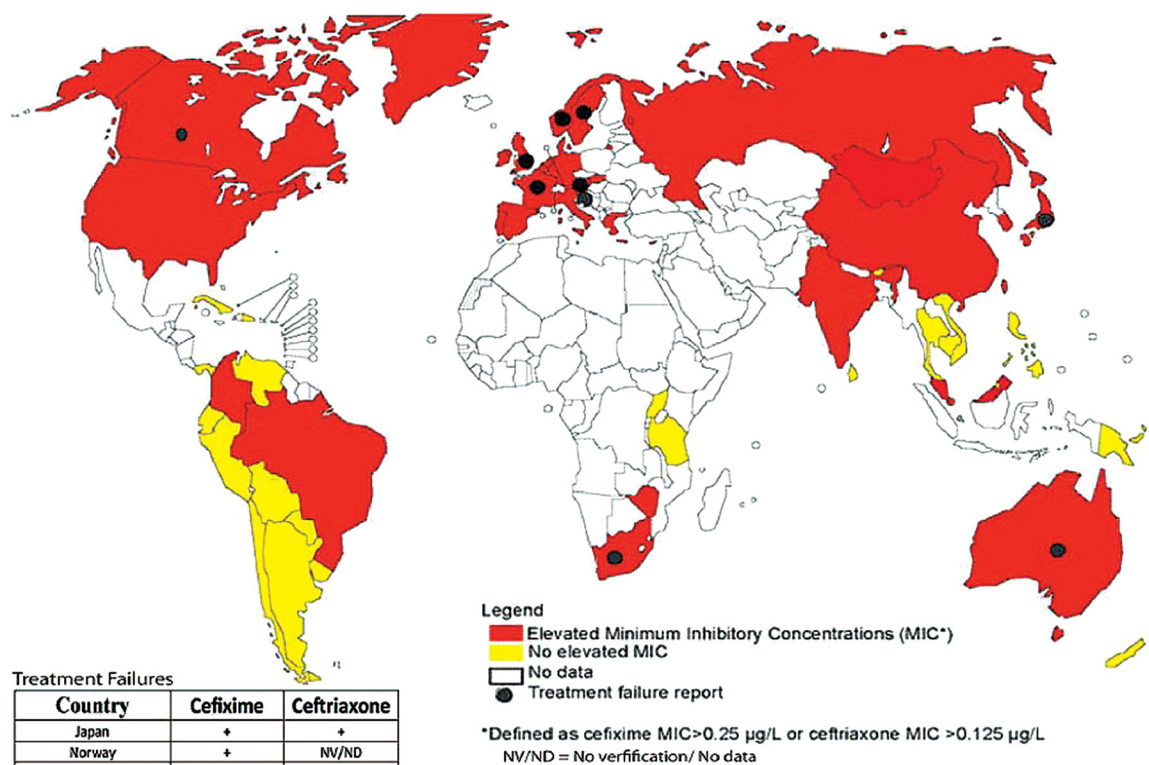 Legend
Elevated Minimum Inhibitory Concentrations (MIC*)
No elevated MIC
No data
Treatment failure report
*Defined as cefixime MIC>0.25 µg/L or ceftriaxone MIC >0.125 µg/L
NV/ND = No verfification/ No data
Treatment Failures
Country Cefixime Ceftriaxone
Japan + +
Norway + NV/ND